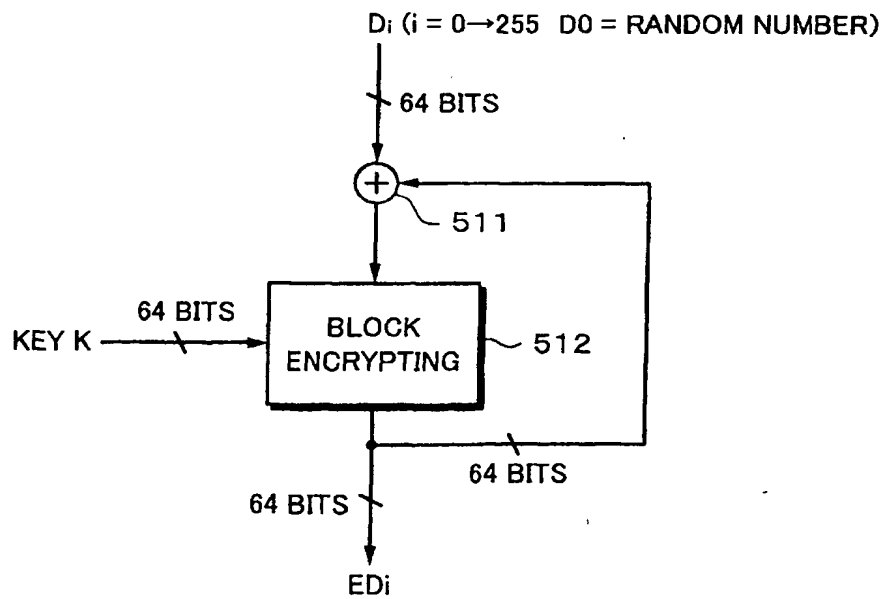 Di (i = 0→255 D0 = RANDOM NUMBER)
64 BITS
+
511
64 BITS
KEY K
BLOCK
ENCRYPTING
512
64 BITS
64 BITS
EDi